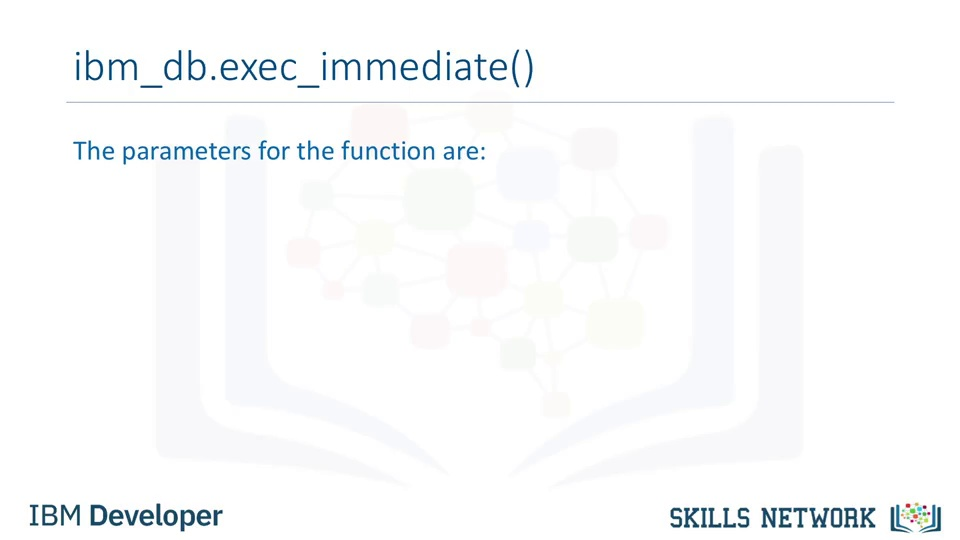 ibm_db.exec_immediate()
The parameters for the function are:
IBM Developer
SKILLS NETWORK